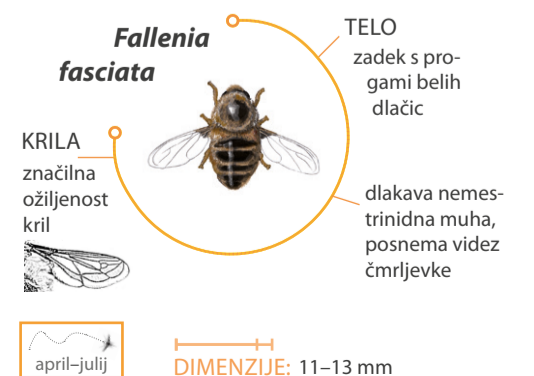 Fallenia
fasciata
TELO
zadek s pro-
gami belih
dlačic
KRILA
značilna
ožiljenost
kril
dlakava nemes-
trinidna muha,
posnema videz
čmrljevke
april–julij
DIMENZIJE: 11–13 mm